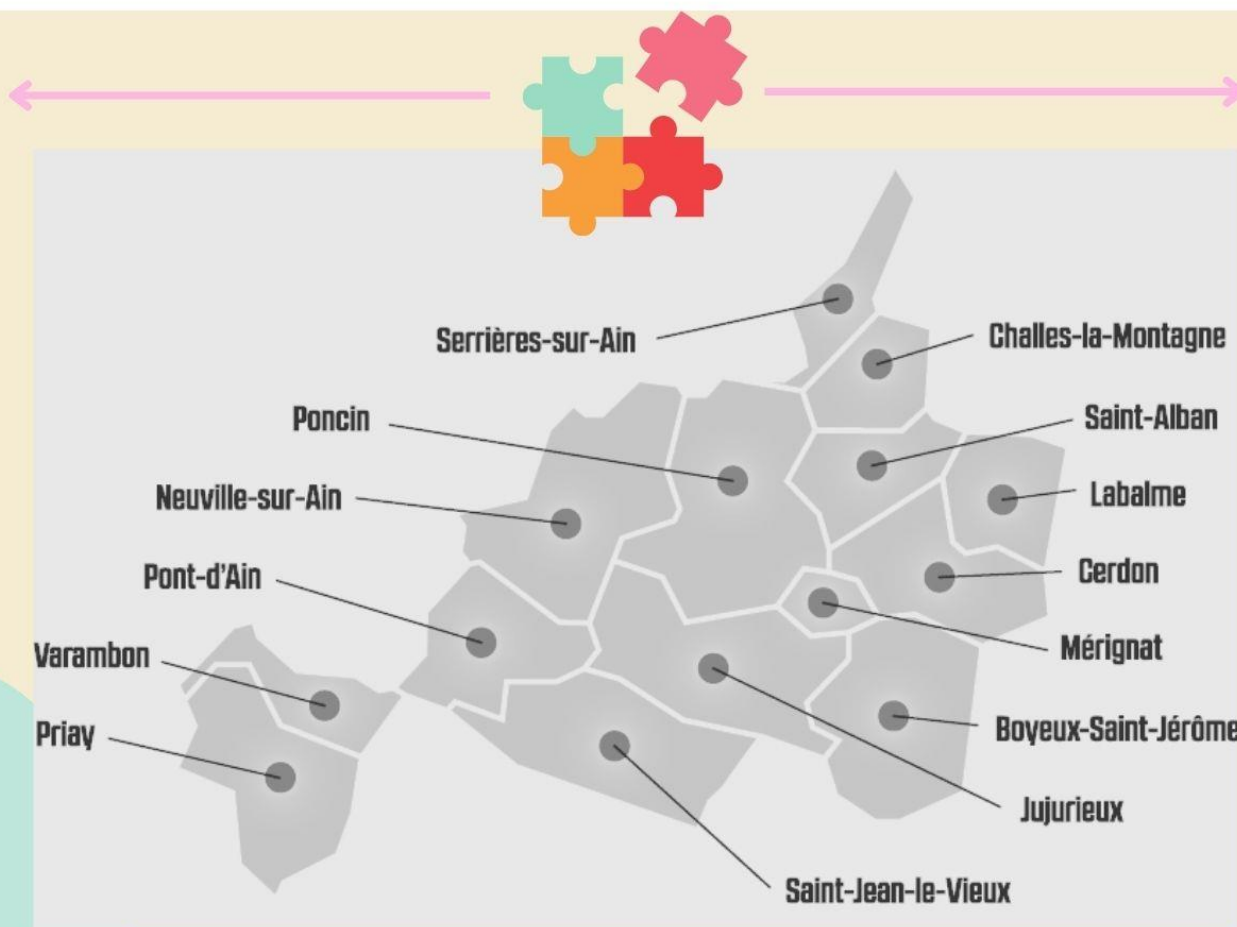 Serrières-sur-Ain
Challes-la-Montagne
Poncin
Saint-Alban
Neuville-sur-Ain
Labalme
Pont-d'Ain
Cerdon
Varambon
Mérignat
Priay
Boyeux-Saint-Jérôme
Jujurieux
Saint-Jean-le-Vieux